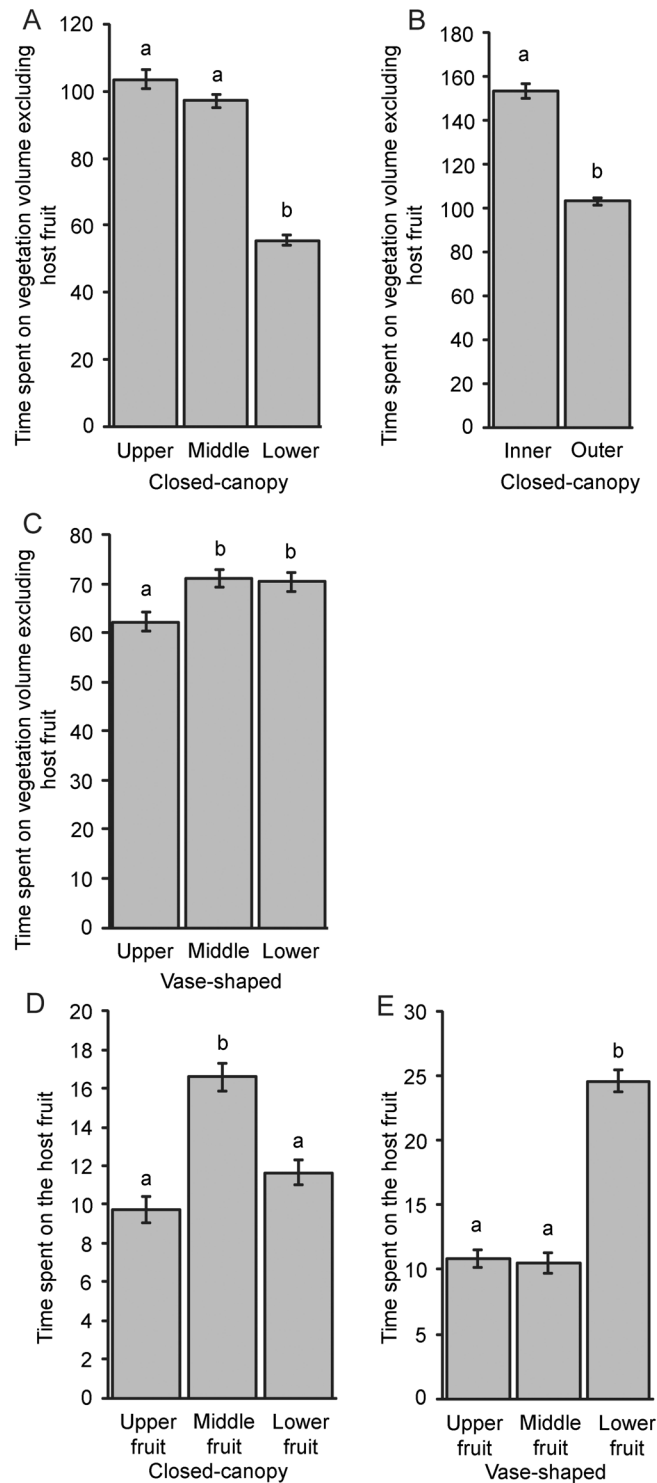 A
Time spent on vegetation volume excluding
host fruit
120
100
80
60
40
20
0
a
a
b
Upper Middle Lower
Closed-canopy
B
Time spent on vegetation volume excluding
host fruit
180
160
140
120
100
80
60
40
20
0
a
b
Inner Outer
Closed-canopy
C
Time spent on vegetation volume excluding
host fruit
80
70
60
50
40
30
20
10
0
a
b
b
Upper Middle Lower
Vase-shaped
D
Time spent on the host fruit
20
18
16
14
12
10
8
6
4
2
0
a
b
a
Upper Middle Lower
fruit fruit fruit
Closed-canopy
E
Time spent on the host fruit
30
25
20
15
10
5
0
a
a
b
Upper Middle Lower
fruit fruit fruit
Vase-shaped